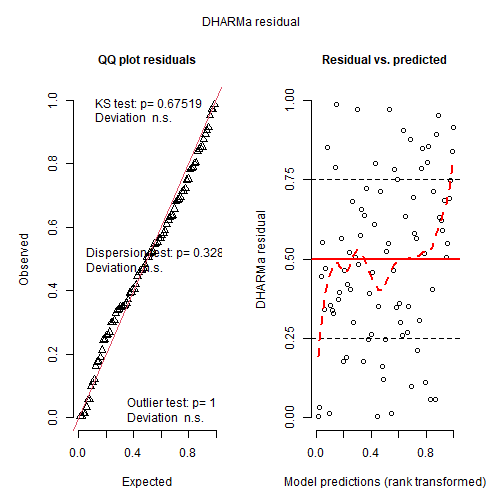 DHARMa residual
QQ plot residuals
KS test: p= 0.67519
Deviation n.s.
Dispersion test: p= 0.328
Deviation n.s.
Outlier test: p= 1
Deviation n.s.
Observed
0.0
0.2
0.4
0.6
0.8
1.0
0.0
0.4
0.8
Expected
Residual vs. predicted
DHARMa residual
0.00
0.25
0.50
0.75
1.00
0.0
0.4
0.8
Model predictions (rank transformed)